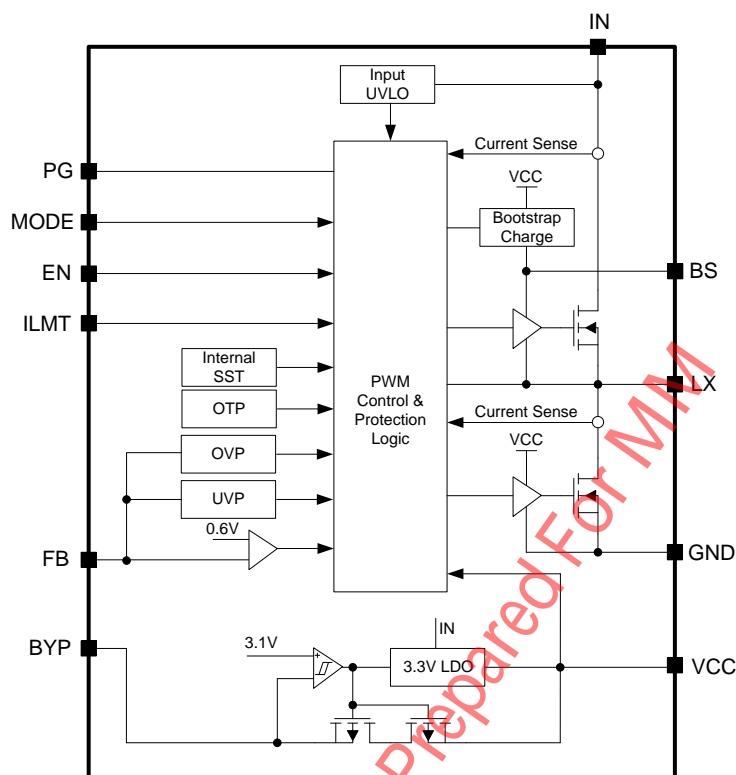 IN
Input
UVLO
Current Sense
PG
VCC
MODE
Bootstrap
Charge
EN
BS
ILMT
Internal
SST
PWM
Control &
Protection
Logic
LX
OTP
Current Sense
OVP
VCC
UVP
0.6V
FB
GND
BYP
IN
3.1V
+
-
3.3V LDO
VCC
Prepared For MM